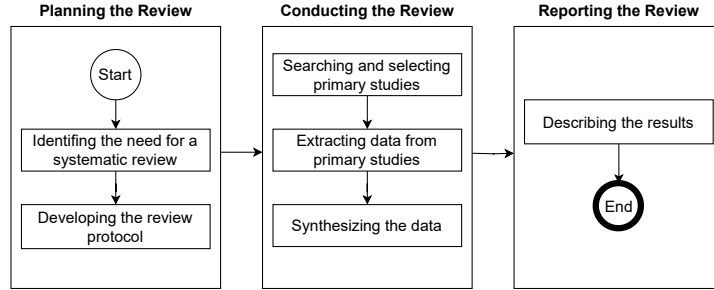 Planning the Review
Start
Identifing the need for a
systematic review
Developing the review
protocol
Conducting the Review
Searching and selecting
primary studies
Extracting data from
primary studies
Synthesizing the data
Reporting the Review
Describing the results
End